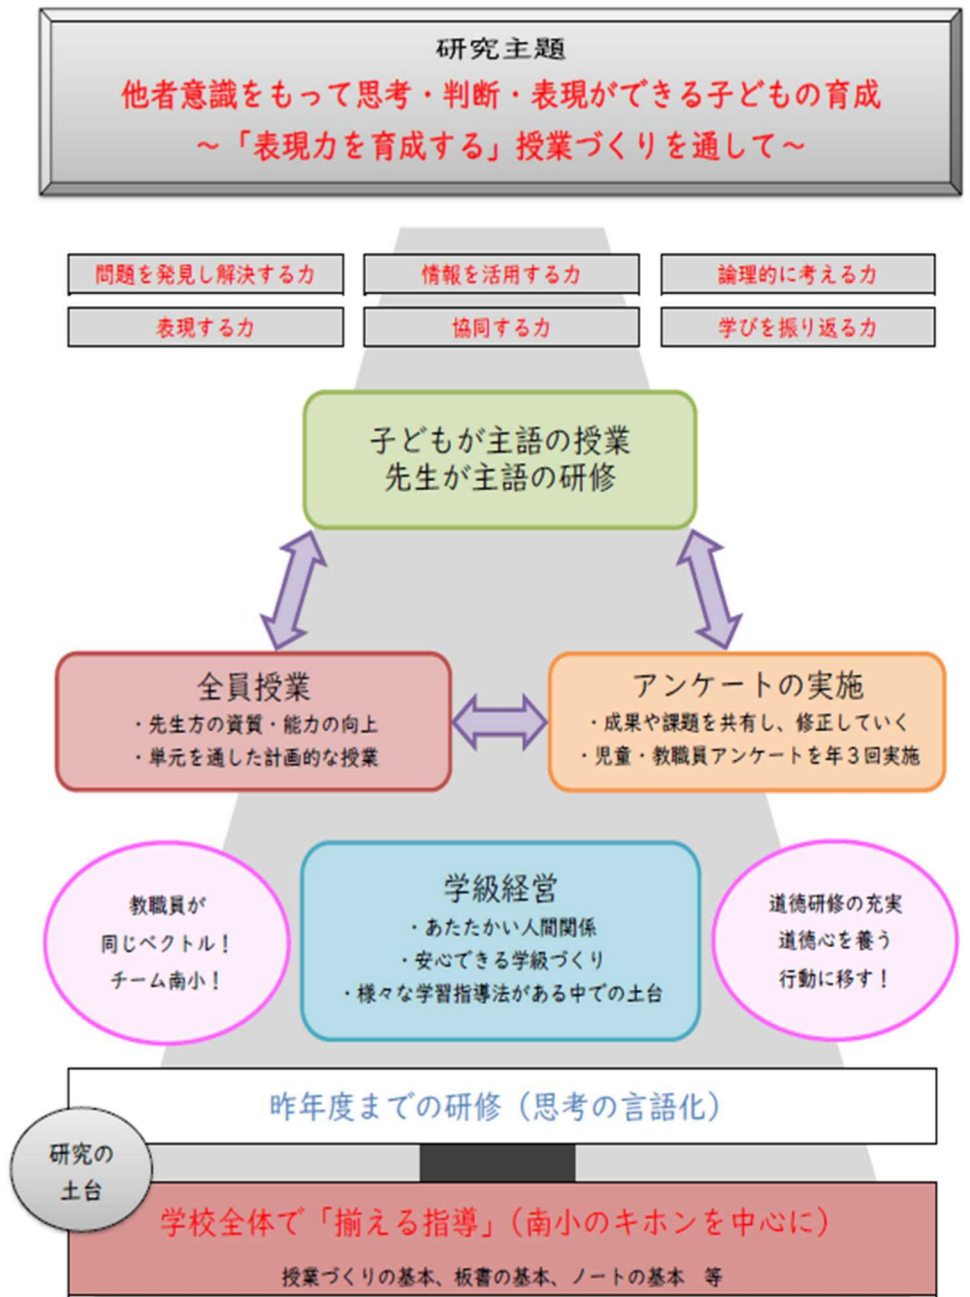 研究主題
他者意識をもって思考・判断・表現ができる子どもの育成
～「表現力を育成する」授業づくりを通して～
問題を発見し解決する力
情報を活用する力
論理的に考える力
表現する力
協同する力
学びを振り返る力
子どもが主語の授業
先生が主語の研修
全員授業
・先生方の資質・能力の向上
・単元を通した計画的な授業
アンケートの実施
・成果や課題を共有し、修正していく
・児童・教職員アンケートを年３回実施
教職員が
同じベクトル！
チーム南小！
学級経営
・あたたかい人間関係
・安心できる学級づくり
・様々な学習指導法がある中での土台
道徳研修の充実
道徳心を養う
行動に移す！
昨年度までの研修（思考の言語化）
研究の
土台
学校全体で「揃える指導」（南小のキホンを中心に）
授業づくりの基本、板書の基本、ノートの基本　等